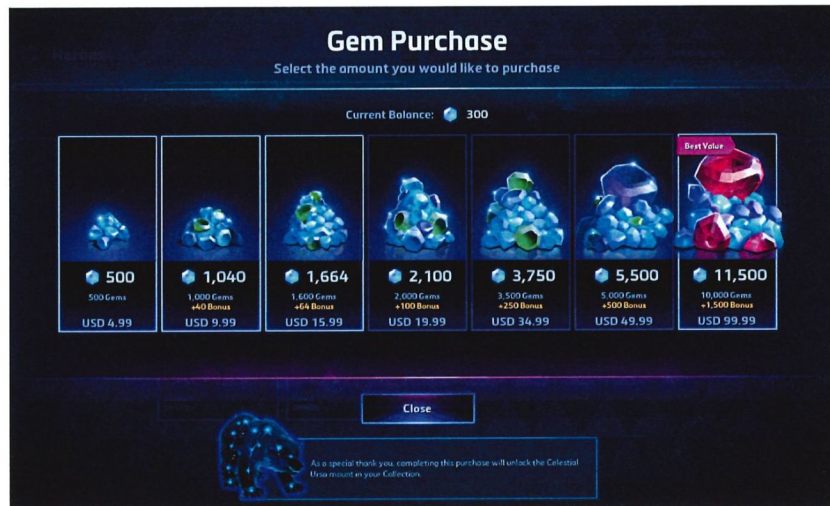 Gem Purchase
Select the amount you would like to purchase
Current Balance: 300
Best Value
500
500 Gems
USD 4.99
1,040
1,000 Gems
+40 Bonus
USD 9.99
1,664
1,600 Gems
+64 Bonus
USD 15.99
2,100
2,000 Gems
+100 Bonus
USD 19.99
3,750
3,500 Gems
+250 Bonus
USD 34.99
5,500
5,000 Gems
+500 Bonus
USD 49.99
11,500
10,000 Gems
+1,500 Bonus
USD 99.99
Close
As a special thank you, completing this purchase will unlock the Celestial
Ursa mount in your Collection.